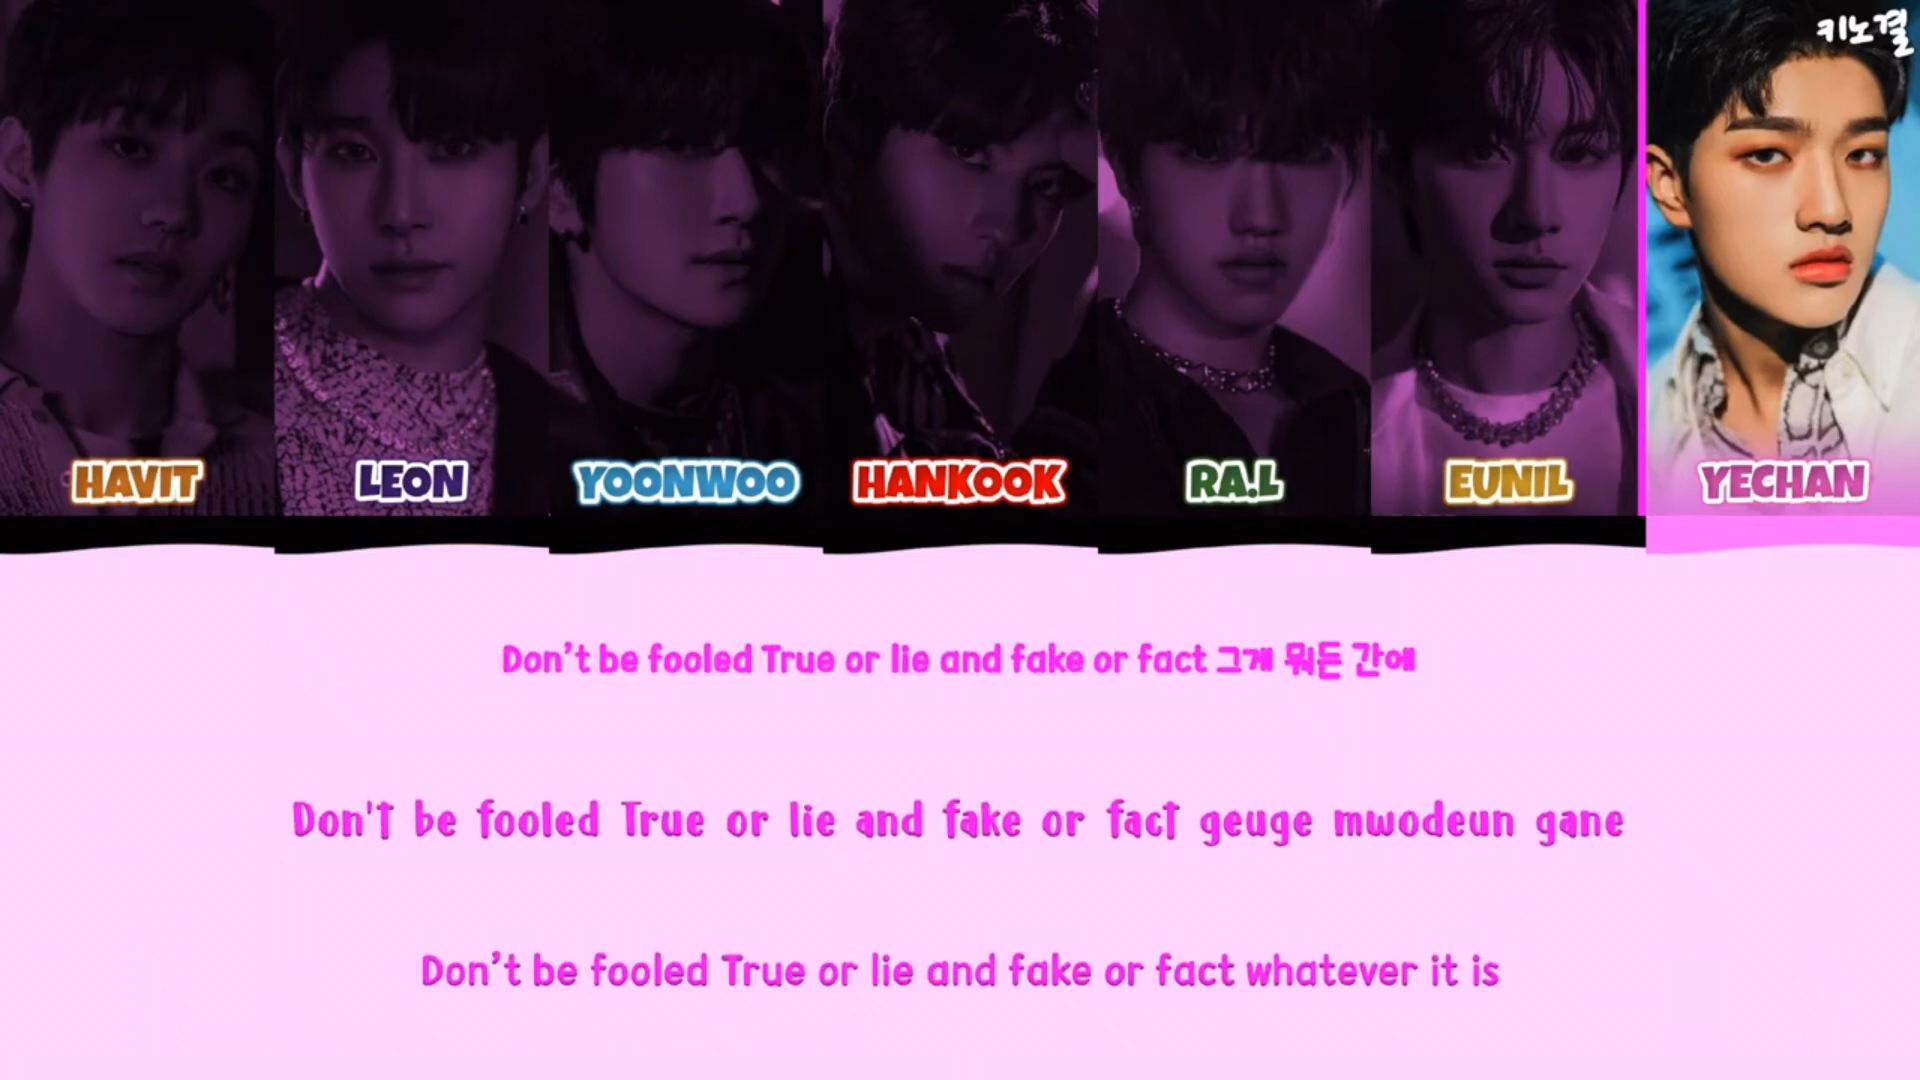 키노결
HAVIT
LEON
YOONWOO
HANKOOK
RA.L
EUNIL
YECHAN
Don’t be fooled True or lie and fake or fact 그게 뭐든 간에
Don't be fooled True or lie and fake or fact geuge mwodeun gane
Don’t be fooled True or lie and fake or fact whatever it is